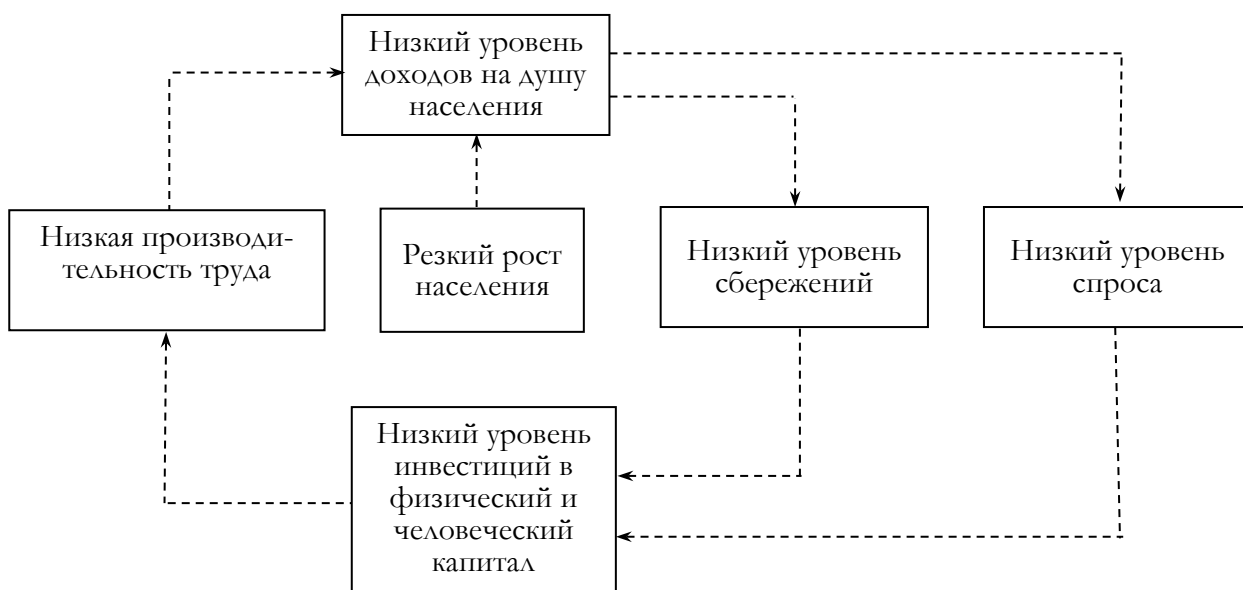 Низкий уровень
доходов на душу
населения
Низкая производи-
тельность труда
Резкий рост
населения
Низкий уровень
сбережений
Низкий уровень
спроса
Низкий уровень
инвестиций в
физический и
человеческий
капитал